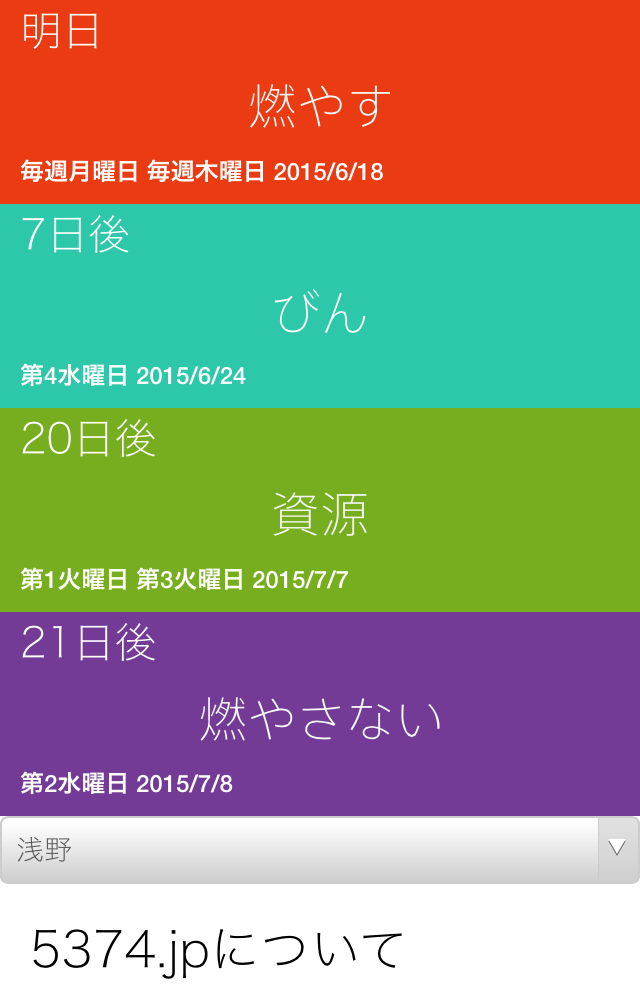 明日
燃やす
毎週月曜日 毎週木曜日 2015/6/18
7日後
びん
第4水曜日 2015/6/24
20日後
資源
第1火曜日 第3火曜日 2015/7/7
21日後
燃やさない
第2水曜日 2015/7/8
浅野
5374.jpについて